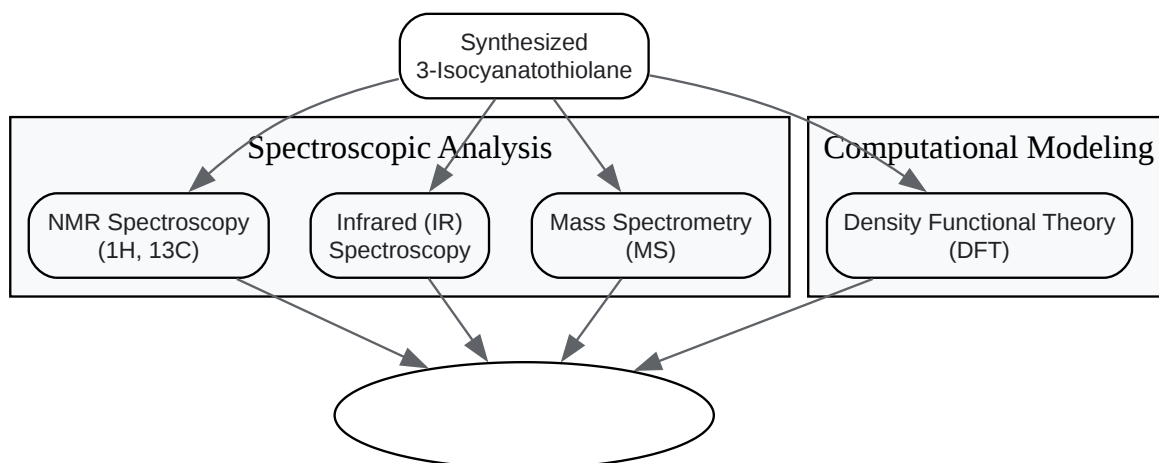 Synthesized
3-Isocyanatothiolane
Spectroscopic Analysis
Computational Modeling
NMR Spectroscopy
(1H, 13C)
Infrared (IR)
Spectroscopy
Mass Spectrometry
(MS)
Density Functional Theory
(DFT)